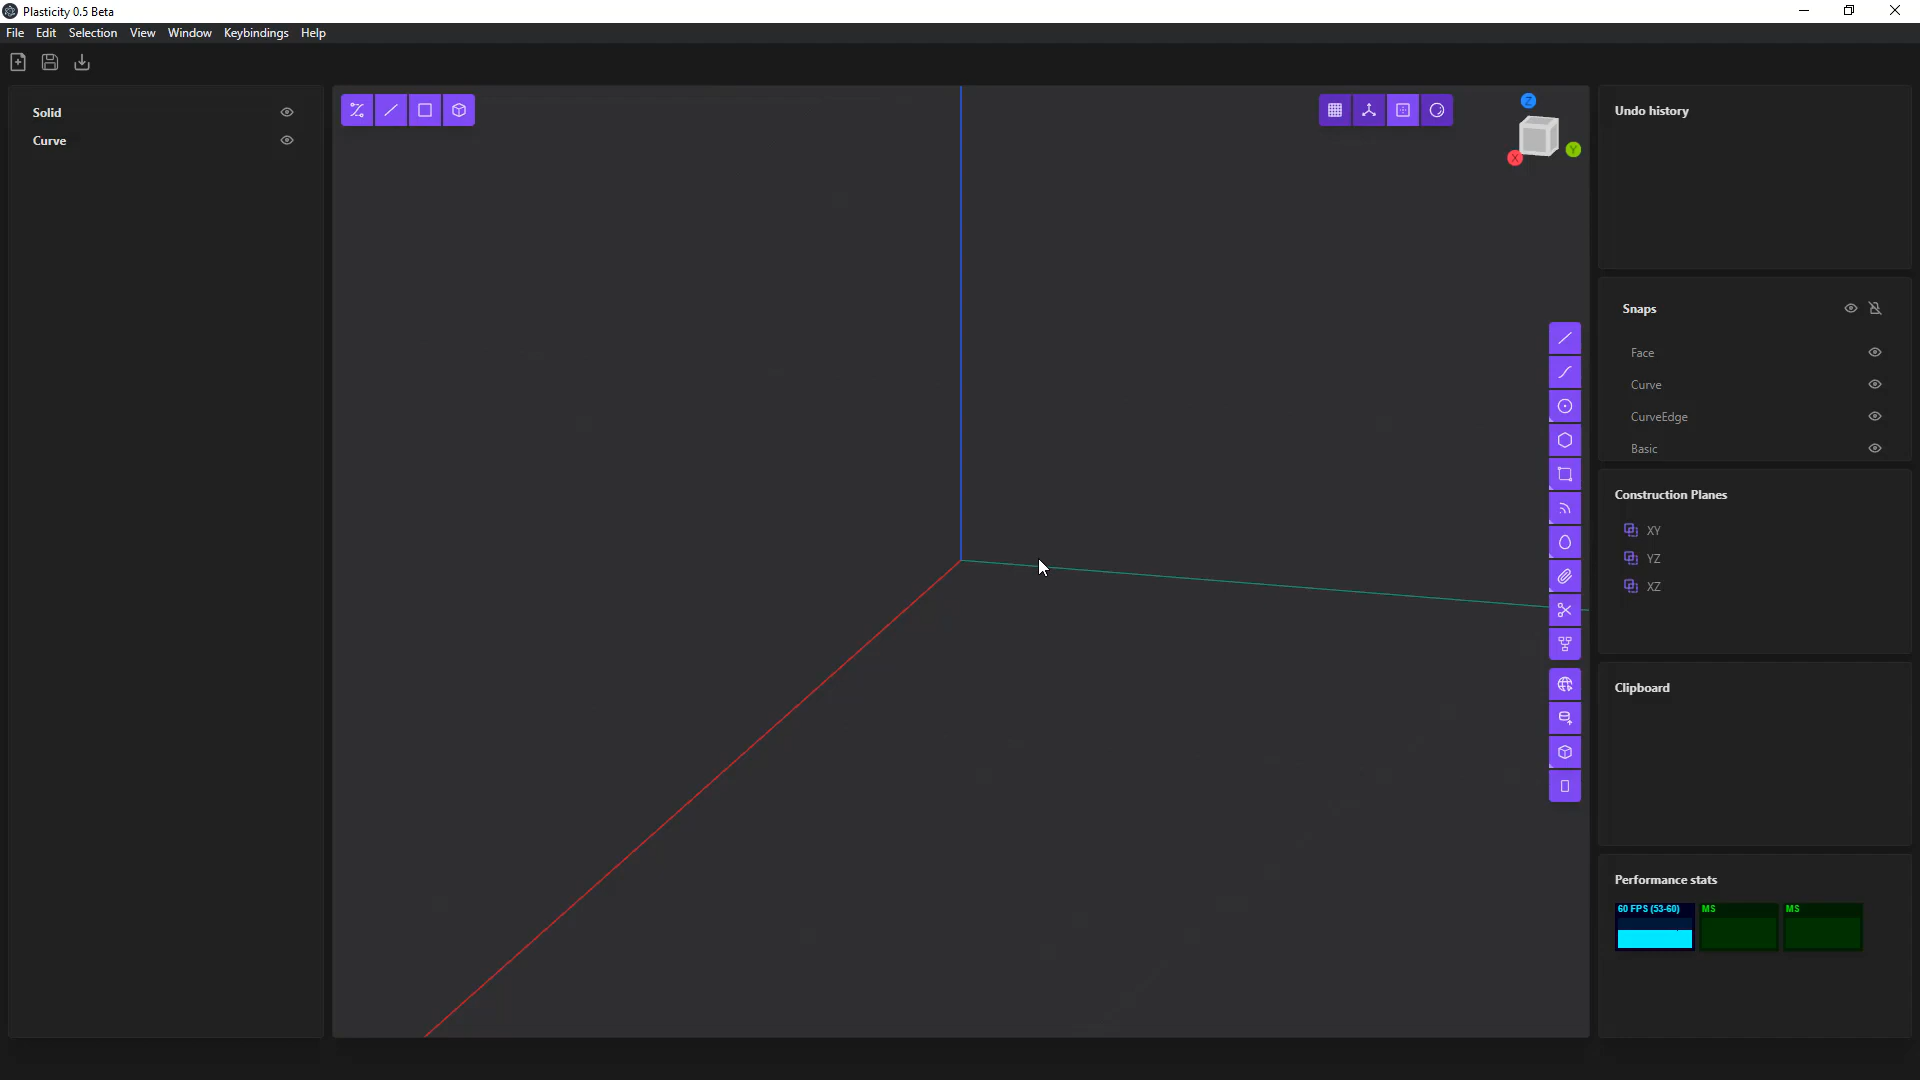 Plasticity 0.5 Beta
File Edit Selection View Window Keybindings Help
Solid
Curve
Z
X
Y
Undo history
Snaps
Face
Curve
CurveEdge
Basic
Construction Planes
XY
YZ
XZ
Clipboard
Performance stats
60 FPS (53-60) MS MS